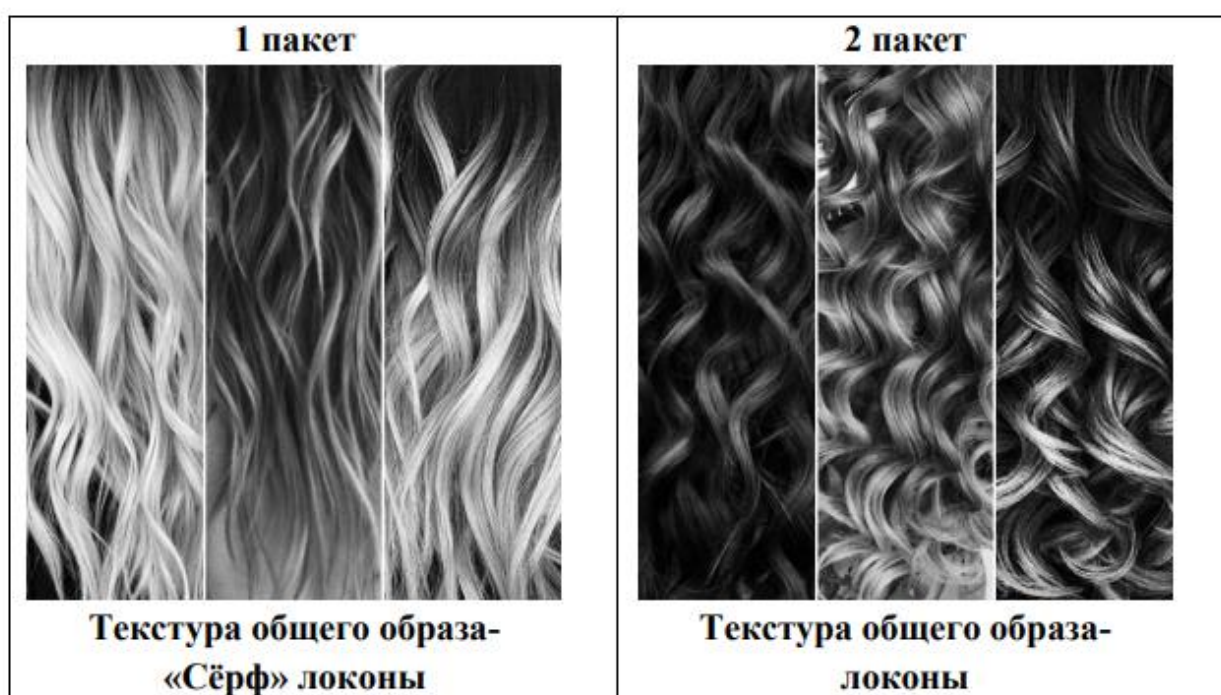 1 пакет
Текстура общего образа-
«Сёрф» локоны
2 пакет
Текстура общего образа-
локоны